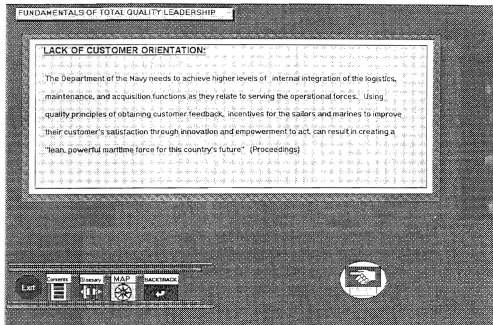 FUNDAMENTALS OF TOTAL QUALITY LEADERSHIP
LACK OF CUSTOMER ORIENTATION:
The Department of the Navy needs to achieve higher levels of internal integration of the logistics,
maintenance, and acquisition functions as they relate to serving the operational forces. Using
quality principles of obtaining customer feedback, incentives for the sailors and marines to improve
their customer's satisfaction through innovation and empowerment to act, can result in creating a
"lean, powerful maritime force for this country's future" (Proceedings)
Exit Contents Glossary MAP BACKTRACK